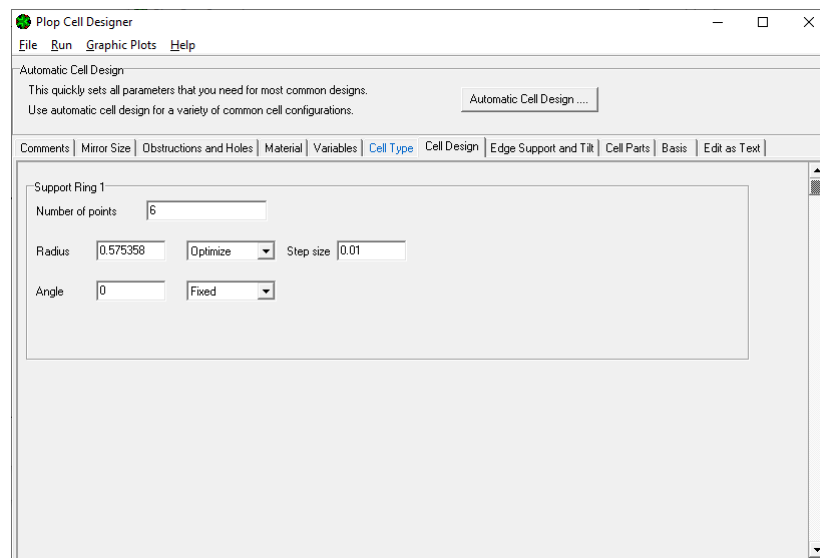 Plop Cell Designer
File Run Graphic Plots Help
Automatic Cell Design
This quickly sets all parameters that you need for most common designs.
Use automatic cell design for a variety of common cell configurations.
Automatic Cell Design ....
Comments Mirror Size Obstructions and Holes Material Variables Cell Type Cell Design Edge Support and Tilt Cell Parts Basis Edit as Text
Support Ring 1
Number of points 6
Radius 0.575358 Optimize Step size 0.01
Angle 0 Fixed